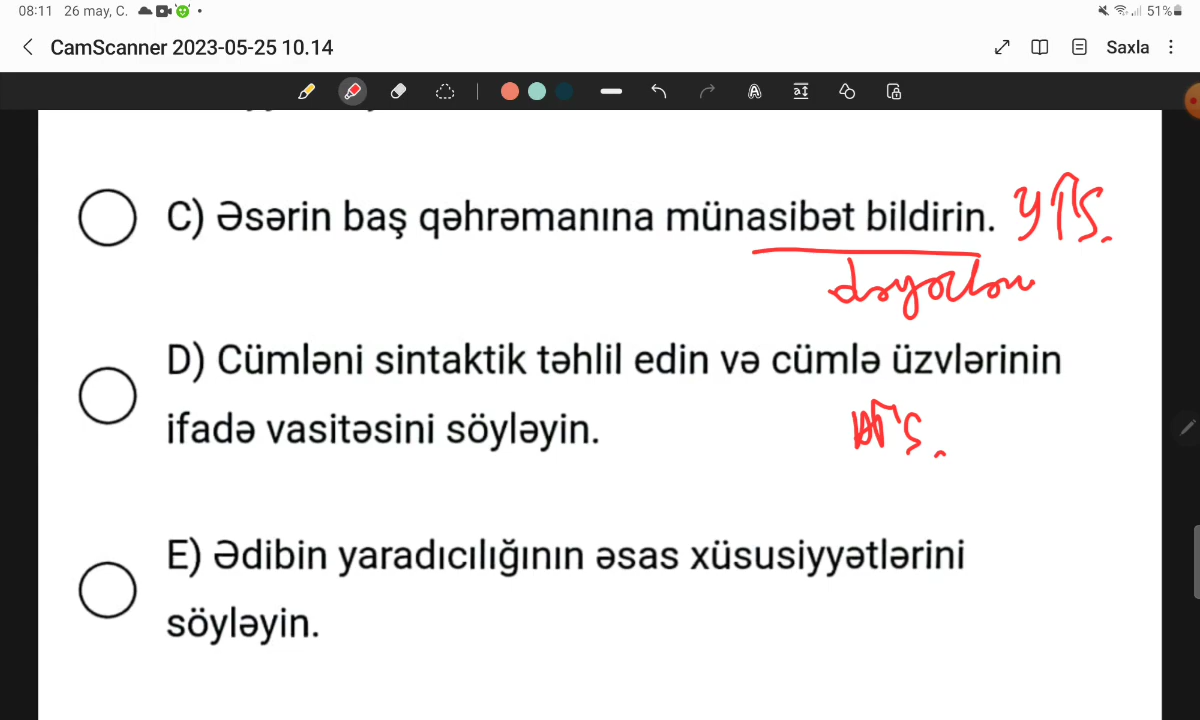 08:11 26 may, C. •
51%
CamScanner 2023-05-25 10.14
Saxla
C) Əsərin baş qəhrəmanına münasibət bildirin.
D) Cümləni sintaktik təhlil edin və cümlə üzvlərinin
ifadə vasitəsini söyləyin.
E) Ədibin yaradıcılığının əsas xüsusiyyətlərini
söyləyin.